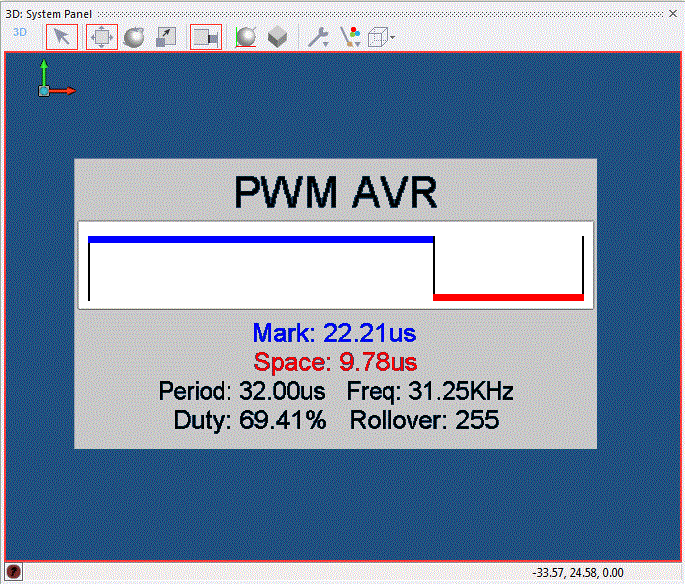 3D: System Panel
3D
PWM AVR
Mark: 22.21us
Space: 9.78us
Period: 32.00us Freq: 31.25KHz
Duty: 69.41% Rollover: 255
?
-33.57, 24.58, 0.00